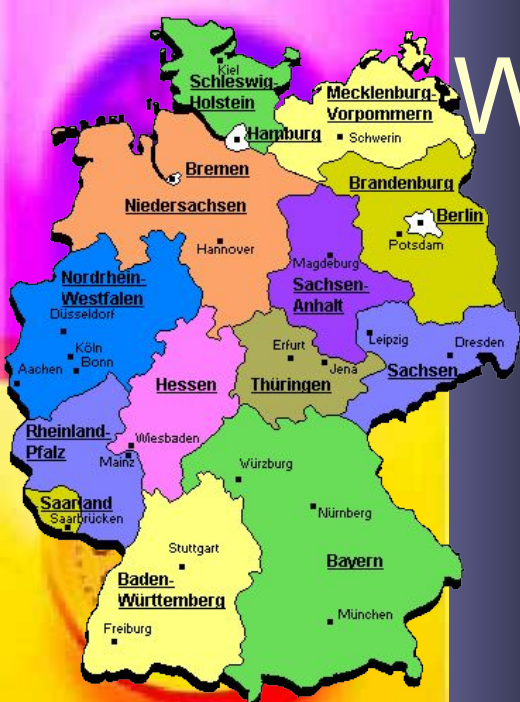 W
Kiel
Schleswig-
Holstein
Mecklenburg-
Vorpommern
Hamburg
Schwerin
Bremen
Brandenburg
Niedersachsen
Berlin
Hannover
Potsdam
Magdeburg
Nordrhein-
Westfalen
Sachsen-
Anhalt
Düsseldorf
Leipzig
Dresden
Köln
Erfurt
Bonn
Aachen
Jena
Sachsen
Hessen
Thüringen
Rheinland-
Pfalz
Wiesbaden
Mainz
Würzburg
Saarland
Saarbrücken
Nürnberg
Stuttgart
Bayern
Baden-
Württemberg
München
Freiburg